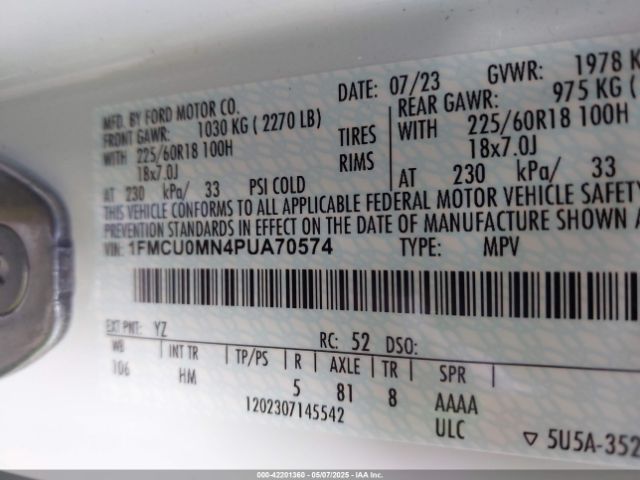 MFD. BY FORD MOTOR CO.
DATE: 07/23 GVWR: 1978 K
FRONT GAWR: 1030 KG ( 2270 LB)
REAR GAWR: 975 KG (
WITH 225/60R18 100H TIRES WITH 225/60R18 100H
18x7.0J RIMS 18x7.0J
AT 230 kPa/ 33 PSI COLD AT 230 kPa/ 33
THIS VEHICLE CONFORMS TO ALL APPLICABLE FEDERAL MOTOR VEHICLE SAFETY
PREVENTION STANDARDS IN EFFECT ON THE DATE OF MANUFACTURE SHOWN
VIN: 1FMCU0MN4PUA70574 TYPE: MPV
EXT PNT: YZ RC: 52 DSO:
WB INT TR TP/PS R AXLE TR SPR
106 HM 5 81 8 AAAA
1202307145542 ULC
▽ 5U5A-352
000-42201360 - 05/07/2025 - IAA Inc.